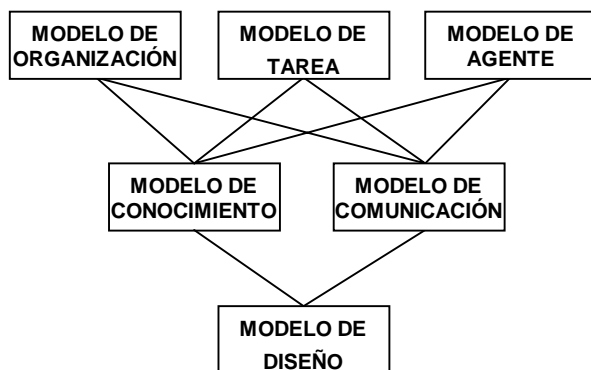 MODELO DE
ORGANIZACIÓN
MODELO DE
TAREA
MODELO DE
AGENTE
MODELO DE
CONOCIMIENTO
MODELO DE
COMUNICACIÓN
MODELO DE
DISEÑO